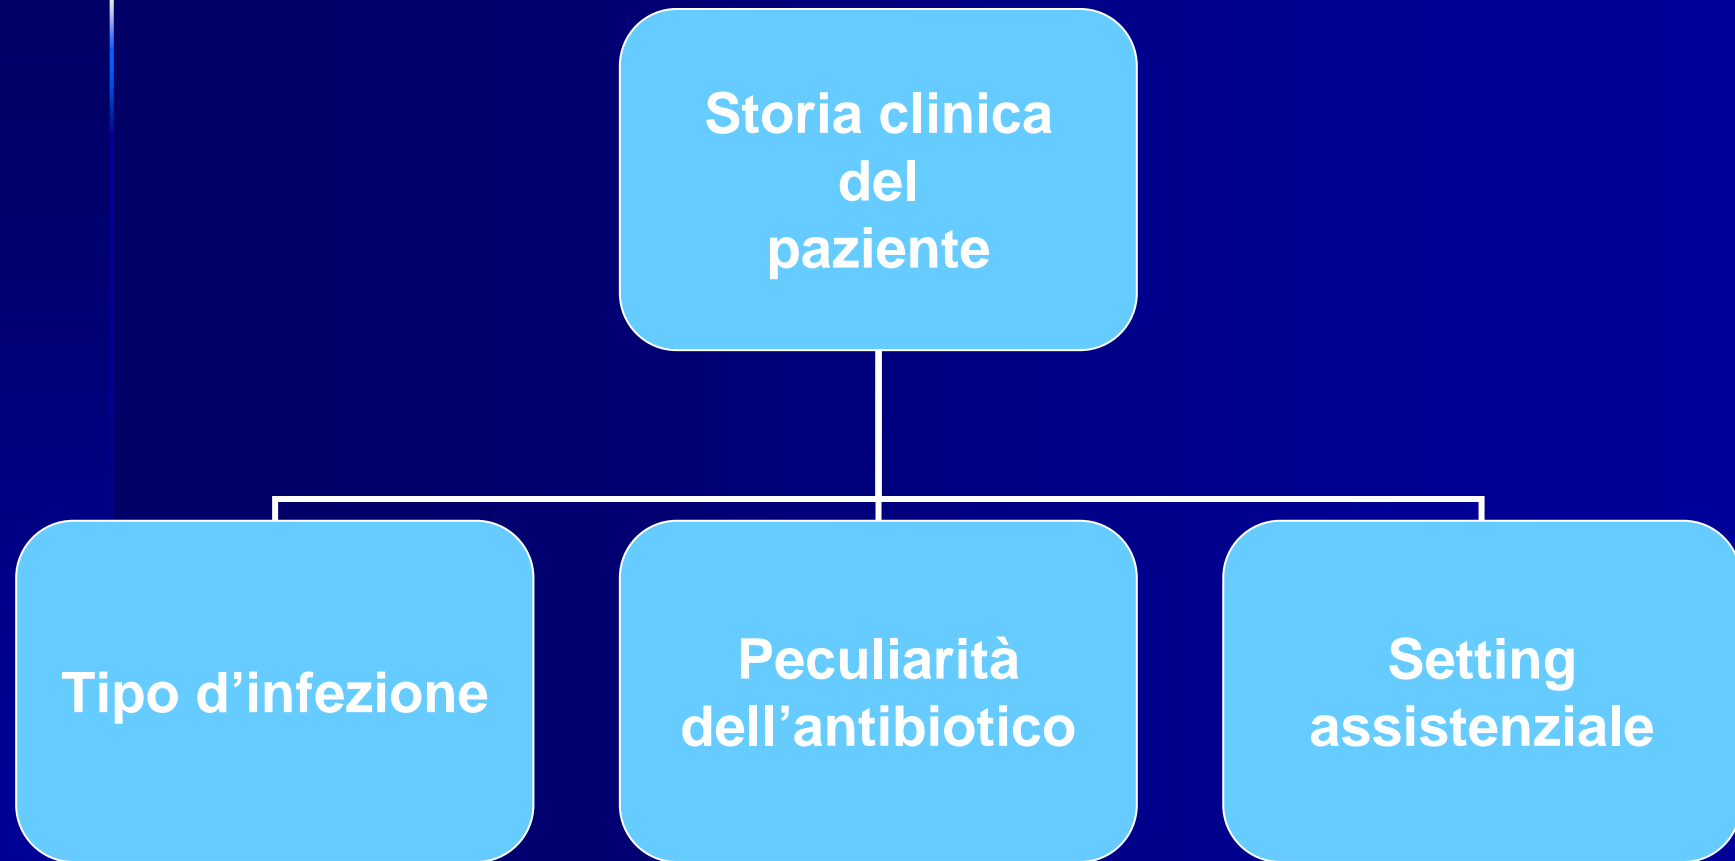 Storia clinica
del
paziente
Tipo d’infezione
Peculiarità
dell’antibiotico
Setting
assistenziale